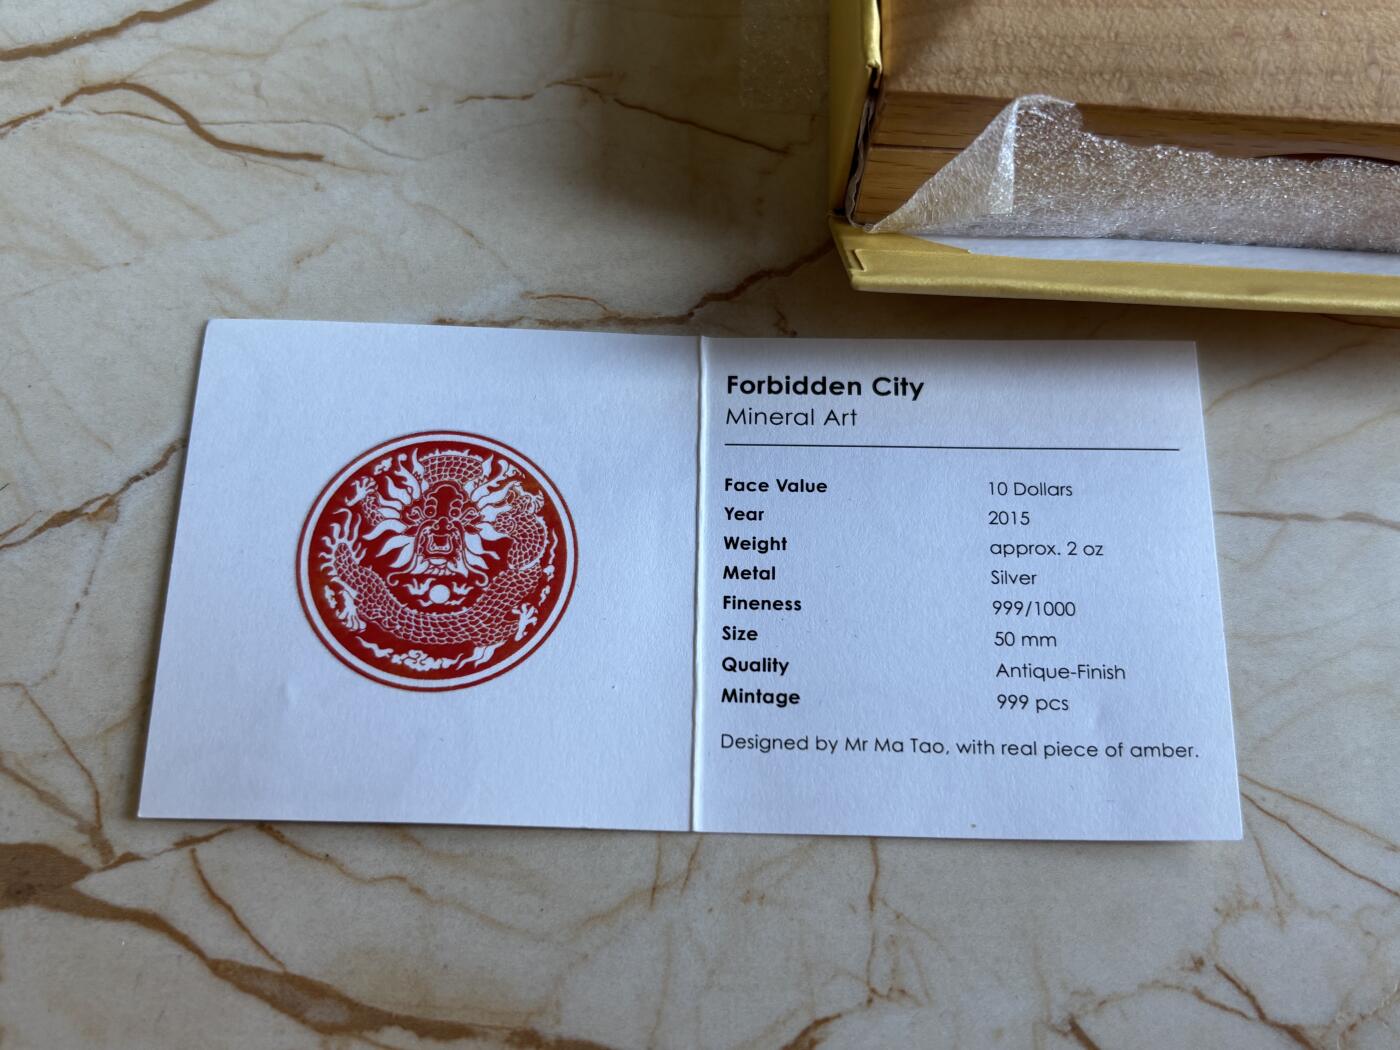 Forbidden City
Mineral Art
Face Value 10 Dollars
Year 2015
Weight approx. 2 oz
Metal Silver
Fineness 999/1000
Size 50 mm
Quality Antique-Finish
Mintage 999 pcs
Designed by Mr Ma Tao, with real piece of amber.